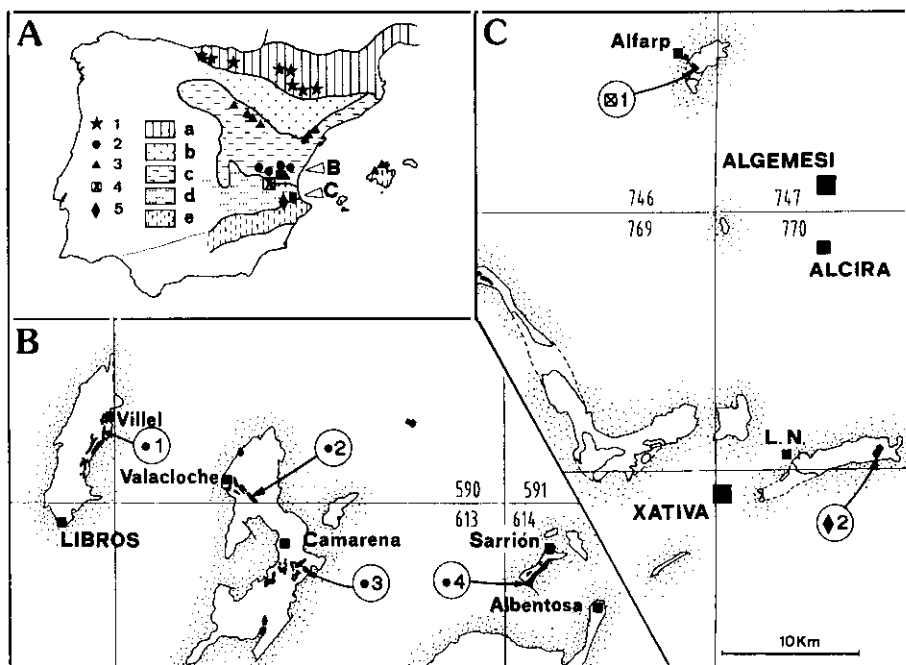 A
1 a
2 b
3 c
4 d
5 e
B
C
B
Villel
1
2
Valacloche
590 591
613 614
LIBROS
Camarena
Sarrión
3
4
Albentosa
C
Alfarp
1
ALGEMESI
746 747
769 770
ALCIRA
L.N.
XATIVA
2
10Km